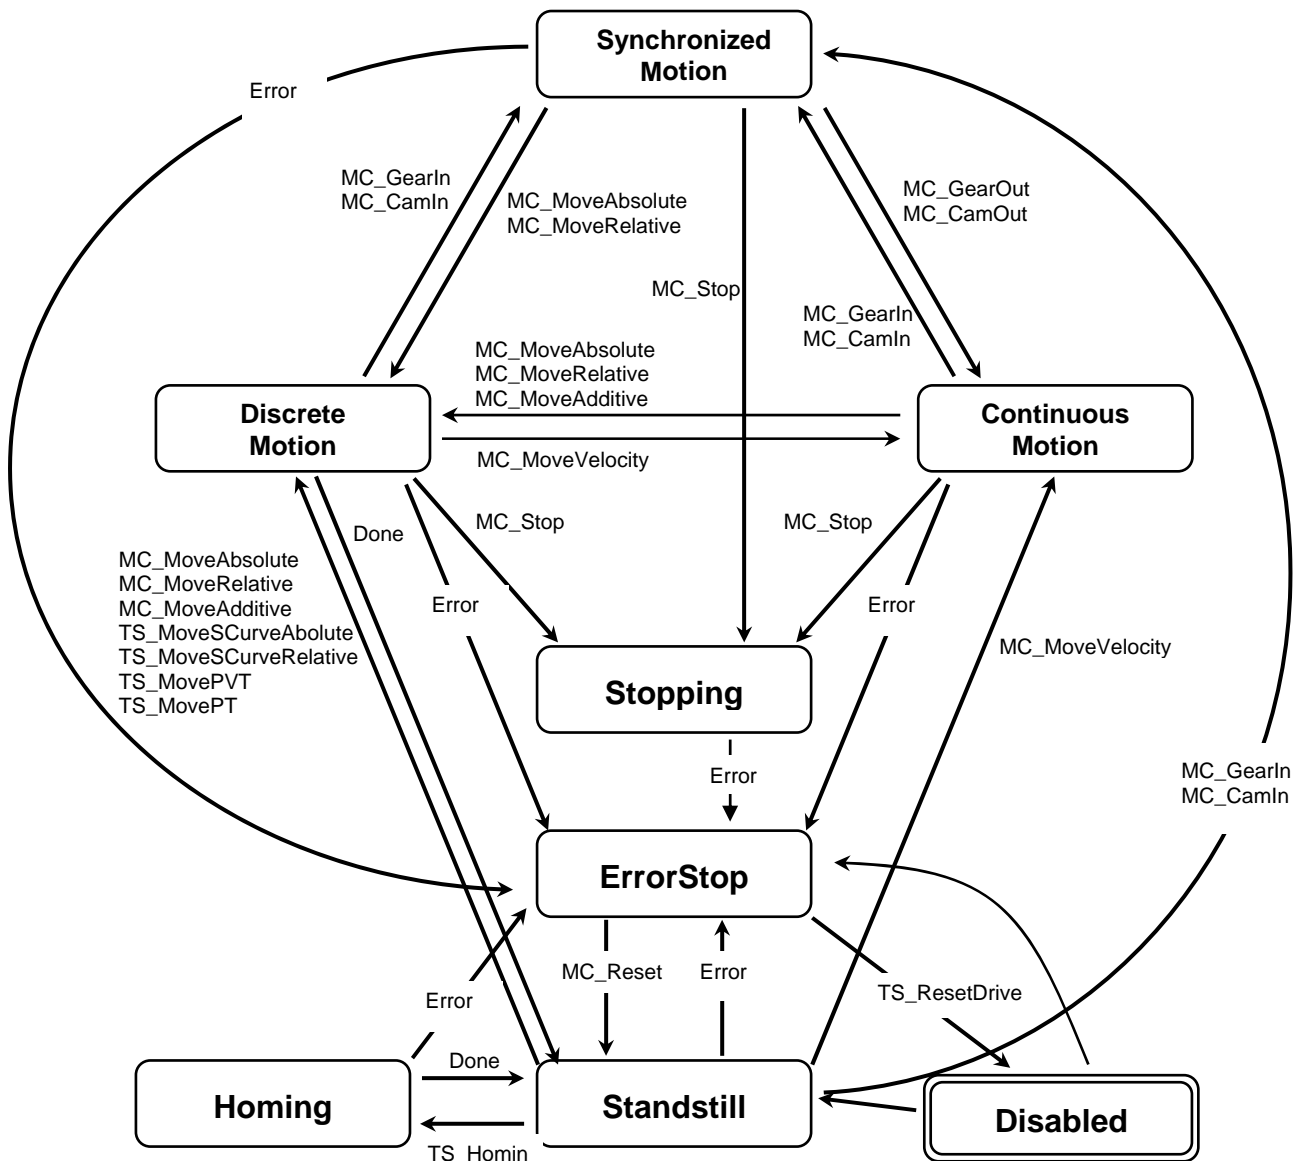 Synchronized
Motion
Error
MC_GearIn
MC_CamIn
MC_MoveAbsolute
MC_MoveRelative
MC_GearOut
MC_CamOut
MC_Stop
MC_GearIn
MC_CamIn
MC_MoveAbsolute
MC_MoveRelative
MC_MoveAdditive
Discrete
Motion
Continuous
Motion
MC_MoveVelocity
Done
MC_Stop
MC_Stop
MC_MoveAbsolute
MC_MoveRelative
MC_MoveAdditive
TS_MoveSCurveAbolute
TS_MoveSCurveRelative
TS_MovePVT
TS_MovePT
Error
Error
MC_MoveVelocity
Stopping
Error
MC_GearIn
MC_CamIn
ErrorStop
MC_Reset
Error
TS_ResetDrive
Error
Done
Homing
Standstill
Disabled
TS_Homin